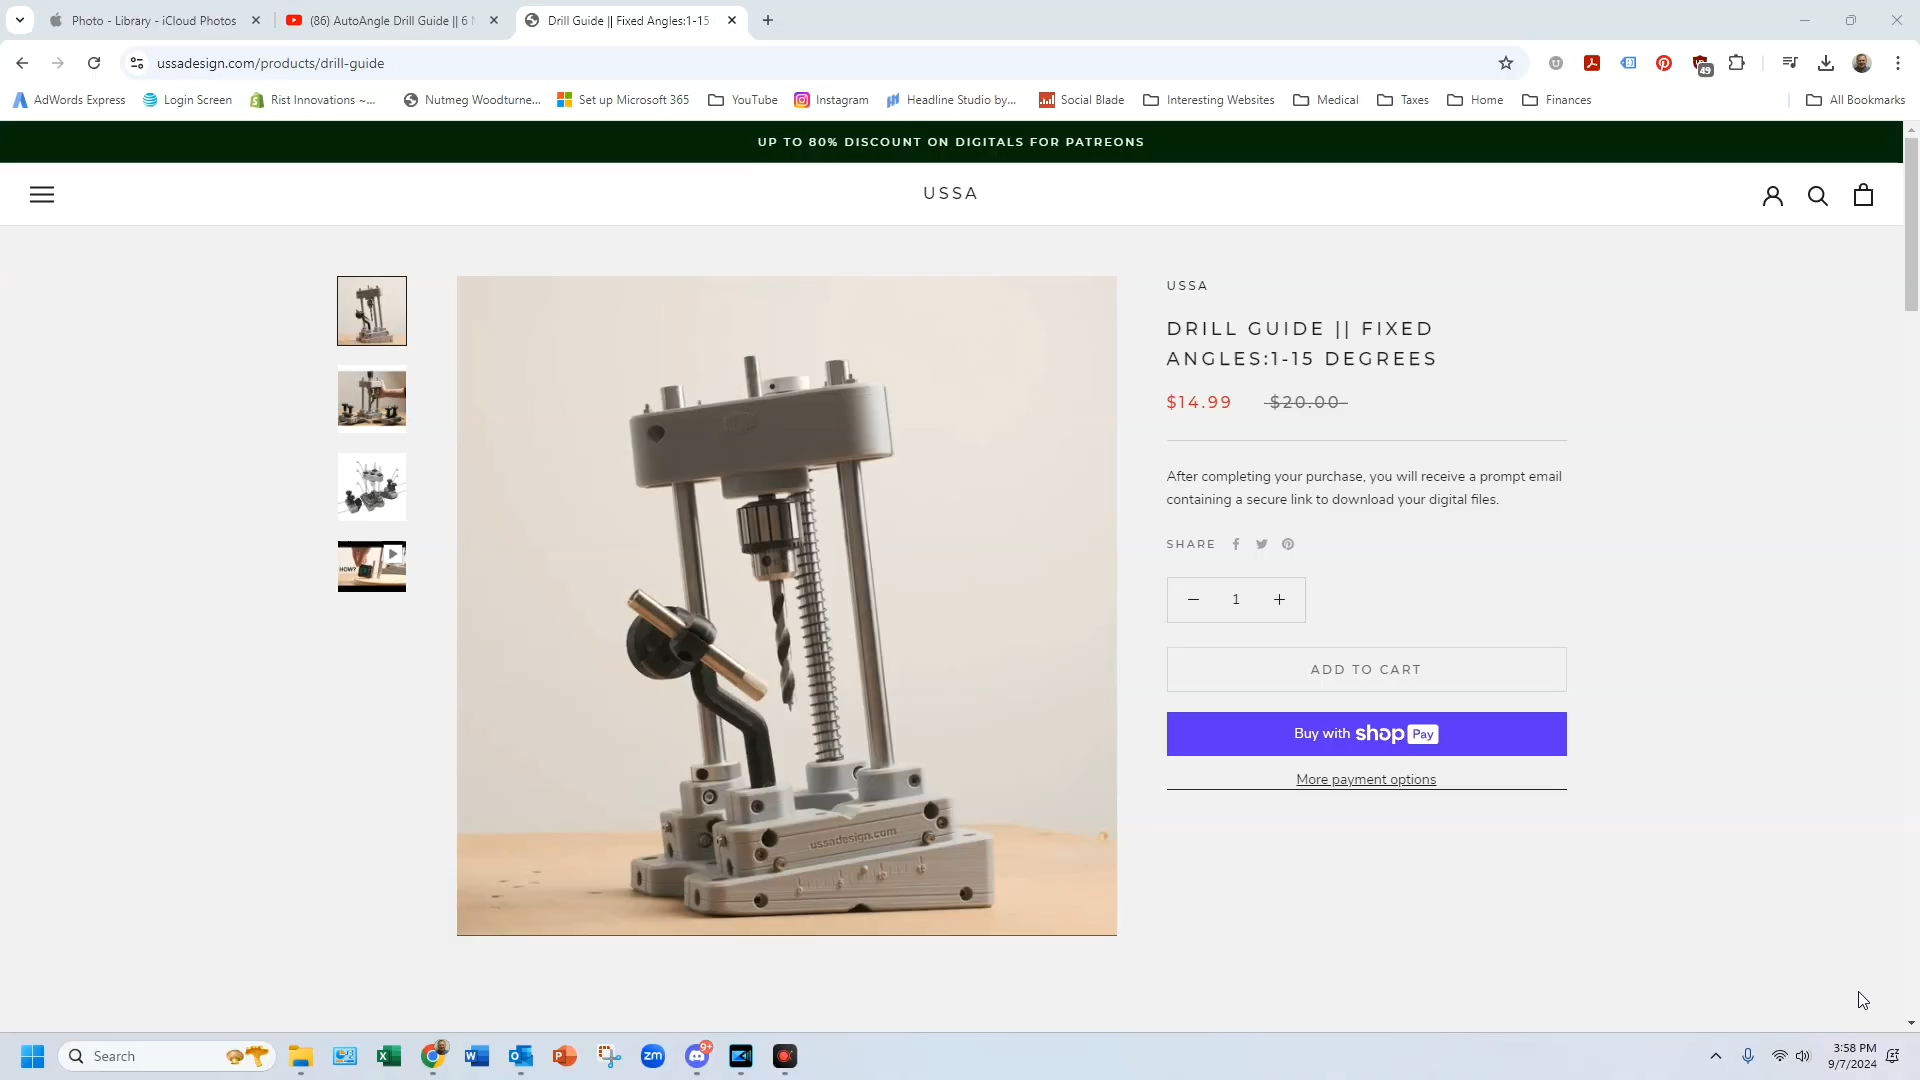 Photo - Library - iCloud Photos
(86) AutoAngle Drill Guide || 6
Drill Guide || Fixed Angles:1-15
ussadesign.com/products/drill-guide
49
AdWords Express
Login Screen
Rist Innovations ~...
Nutmeg Woodturne...
Set up Microsoft 365
YouTube
Instagram
Headline Studio by...
Social Blade
Interesting Websites
Medical
Taxes
Home
Finances
All Bookmarks
UP TO 80% DISCOUNT ON DIGITALS FOR PATREONS
USSA
USSA
DRILL GUIDE || FIXED
ANGLES:1-15 DEGREES
$14.99 $20.00
After completing your purchase, you will receive a prompt email
containing a secure link to download your digital files.
SHARE
− 1 +
ADD TO CART
Buy with shop Pay
More payment options
HOW?
ussadesign.com
Search
zm
9+
3:58 PM
9/7/2024